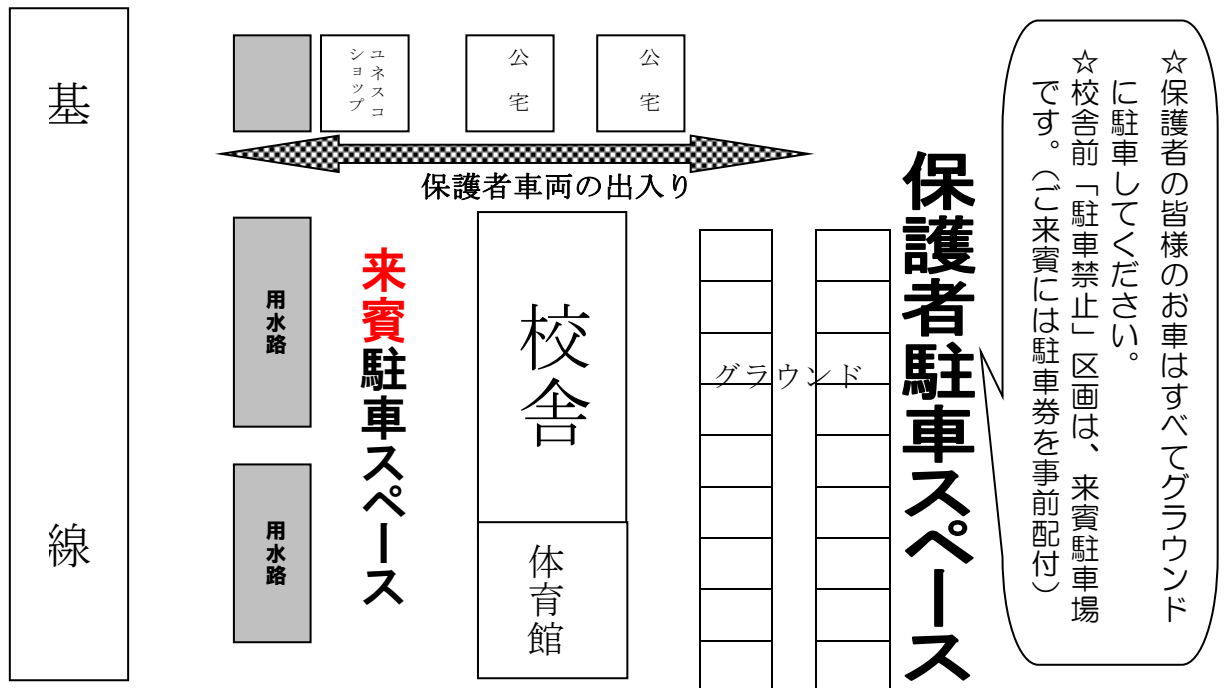 ☆保護者の皆様のお車はすべてグラウンド
に駐車してください。
☆校舎前「駐車禁止」区画は、来賓駐車場
です。（ご来賓には駐車券を事前配付）
保護者駐車スペース
公宅
公宅
ユネスコ
ショップ
保護者車両の出入り
グラウンド
校舎
体育館
来賓駐車スペース
用水路
用水路
基線